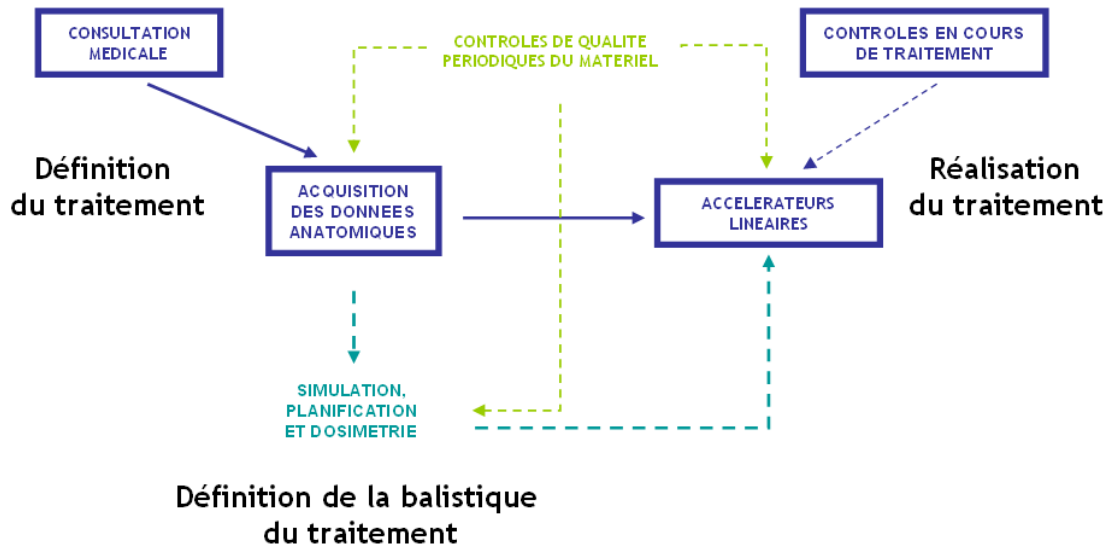 CONSULTATION
MEDICALE
CONTROLES DE QUALITE
PERIODIQUES DU MATERIEL
CONTROLES EN COURS
DE TRAITEMENT
Définition
du traitement
ACQUISITION
DES DONNEES
ANATOMIQUES
ACCELERATEURS
LINEAIRES
Réalisation
du traitement
SIMULATION,
PLANIFICATION
ET DOSIMETRIE
Définition de la balistique
du traitement